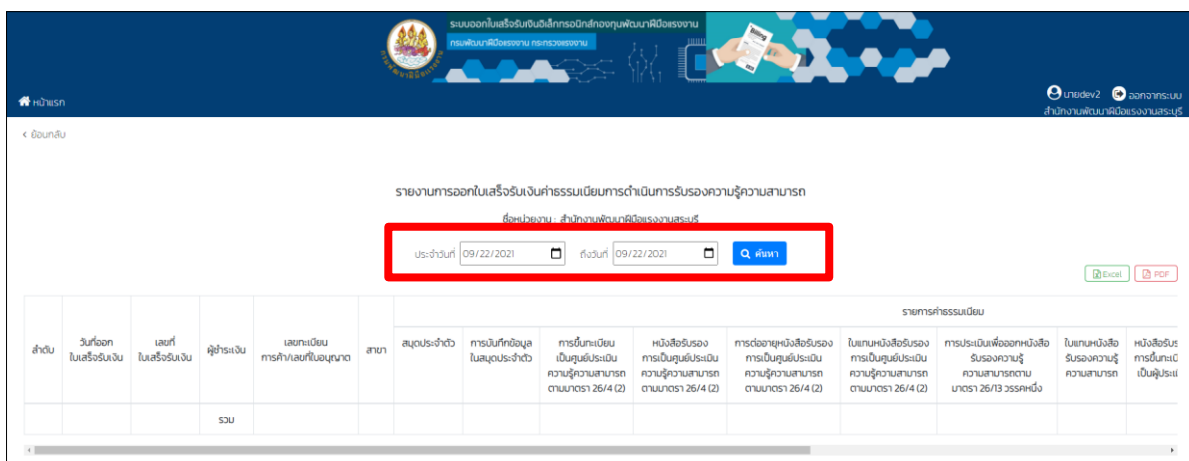 ระบบออกใบเสร็จรับเงินอิเล็กทรอนิกส์กองทุนพัฒนาฝีมือแรงงาน
กรมพัฒนาฝีมือแรงงาน กระทรวงแรงงาน
Billing
หน้าแรก
นายdev2 ออกจากระบบ
สำนักงานพัฒนาฝีมือแรงงานสระบุรี
< ย้อนกลับ
รายงานการออกใบเสร็จรับเงินค่าธรรมเนียมการดำเนินการรับรองความรู้ความสามารถ
ชื่อหน่วยงาน : สำนักงานพัฒนาฝีมือแรงงานสระบุรี
ประจำวันที่ 09/22/2021 ถึงวันที่ 09/22/2021 ค้นหา
Excel PDF
รายการค่าธรรมเนียม
ลำดับ
วันที่ออก
ใบเสร็จรับเงิน
เลขที่
ใบเสร็จรับเงิน
ผู้ชำระเงิน
เลขทะเบียน
การค้า/เลขที่ใบอนุญาต
สาขา
สมุดประจำตัว
การบันทึกข้อมูล
ในสมุดประจำตัว
การขึ้นทะเบียน
เป็นศูนย์ประเมิน
ความรู้ความสามารถ
ตามมาตรา 26/4 (2)
หนังสือรับรอง
การเป็นศูนย์ประเมิน
ความรู้ความสามารถ
ตามมาตรา 26/4 (2)
การต่ออายุหนังสือรับรอง
การเป็นศูนย์ประเมิน
ความรู้ความสามารถ
ตามมาตรา 26/4 (2)
ใบแทนหนังสือรับรอง
การเป็นศูนย์ประเมิน
ความรู้ความสามารถ
ตามมาตรา 26/4 (2)
การประเมินเพื่อออกหนังสือ
รับรองความรู้
ความสามารถตาม
มาตรา 26/13 วรรคหนึ่ง
ใบแทนหนังสือ
รับรองความรู้
ความสามารถ
หนังสือรับร
การขึ้นทะเบี
เป็นผู้ประเมิ
รวม